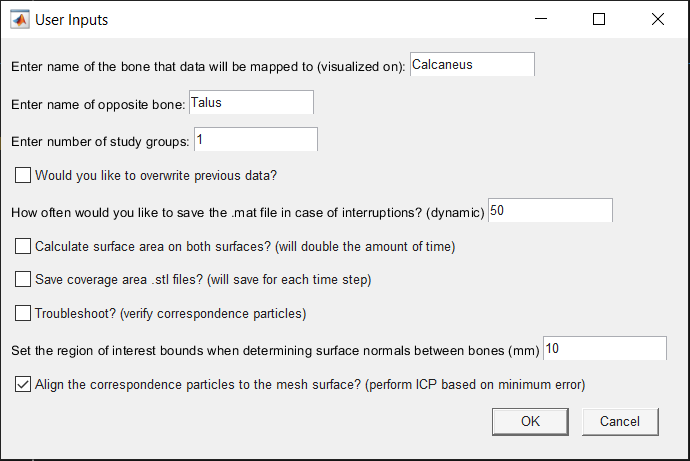 User Inputs
Enter name of the bone that data will be mapped to (visualized on): Calcaneus
Enter name of opposite bone: Talus
Enter number of study groups: 1
Would you like to overwrite previous data?
How often would you like to save the .mat file in case of interruptions? (dynamic) 50
Calculate surface area on both surfaces? (will double the amount of time)
Save coverage area .stl files? (will save for each time step)
Troubleshoot? (verify correspondence particles)
Set the region of interest bounds when determining surface normals between bones (mm) 10
Align the correspondence particles to the mesh surface? (perform ICP based on minimum error)
OK Cancel